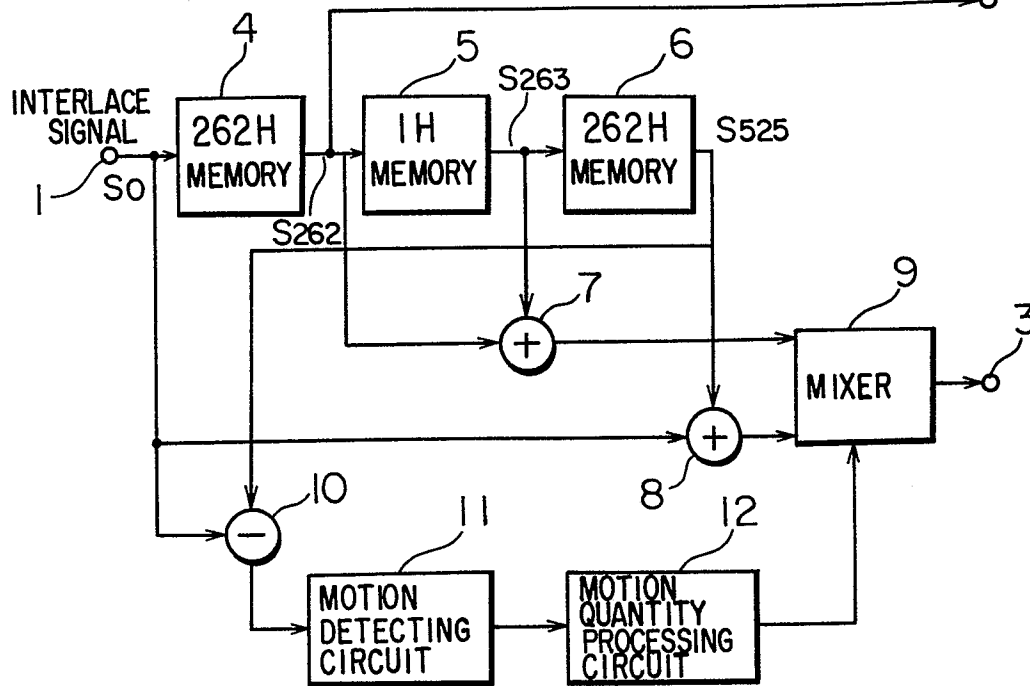 4
5
6
INTERLACE
SIGNAL
262H
MEMORY
1H
MEMORY
S263
262H
MEMORY
S525
1
S0
S262
7
9
3
MIXER
8
10
11
12
MOTION
DETECTING
CIRCUIT
MOTION
QUANTITY
PROCESSING
CIRCUIT